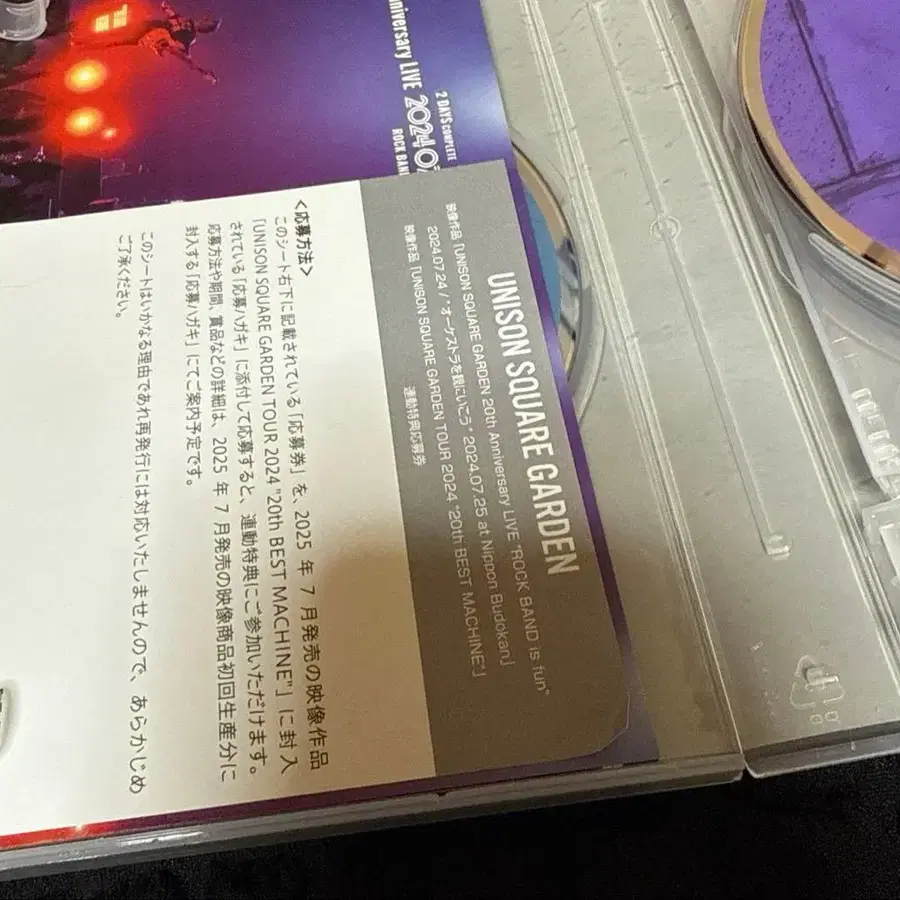 UNISON SQUARE GARDEN
映像作品「UNISON SQUARE GARDEN 20th Anniversary LIVE "ROCK BAND is fun"
2024.07.24 / "オーケストラを観にいこう" 2024.07.25 at Nippon Budokan」
映像作品「UNISON SQUARE GARDEN TOUR 2024 "20th BEST MACHINE"」
連動特典応募券
<応募方法>
このシート右下に記載されている「応募券」を、2025 年 7 月発売の映像作品
「UNISON SQUARE GARDEN TOUR 2024 "20th BEST MACHINE"」に封入
されている「応募ハガキ」に添付して応募すると、連動特典にご参加いただけます。
応募方法や期間、賞品などの詳細は、2025 年 7 月発売の映像商品初回生産分に
封入する「応募ハガキ」にてご案内予定です。
このシートはいかなる理由であれ再発行には対応いたしませんので、あらかじめ
ご了承ください。
2 DAYS COMPLETE
Anniversary LIVE 2024.0
ROCK BAN